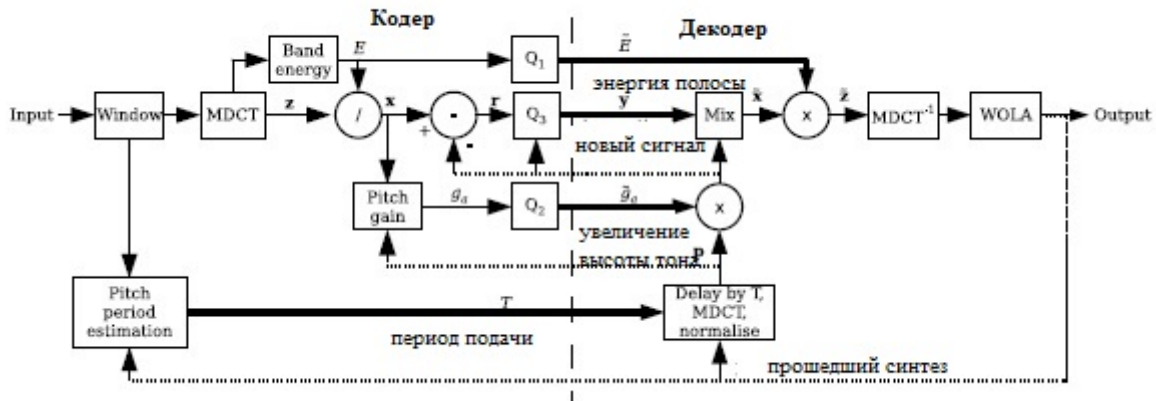 Кодер
Декодер
Band
energy
E
Q1
Ẽ
энергия полосы
Input
Window
MDCT
z
/
x
+
-
-
r
Q3
y
Mix
x̃
x
z̃
MDCT-1
WOLA
Output
новый сигнал
Pitch
gain
ga
Q2
g̃a
x
увеличение
высоты тона
P
Pitch
period
estimation
T
Delay by T,
MDCT,
normalise
период подачи
прошедший синтез